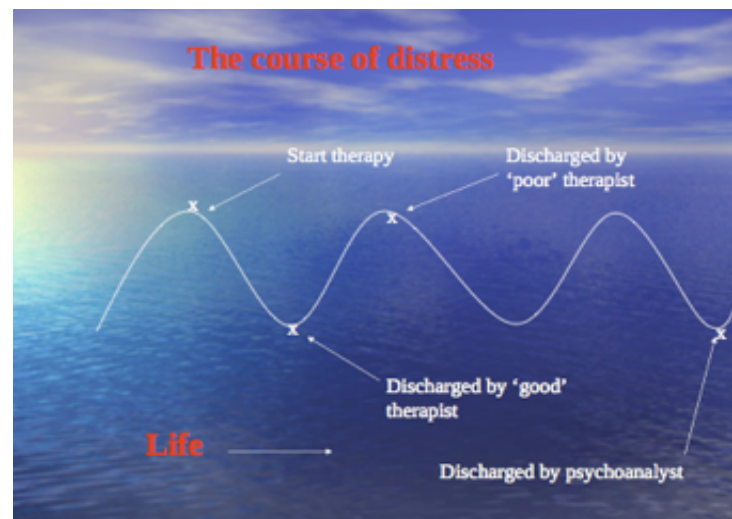 The course of distress
Start therapy
Discharged by
‘poor’ therapist
x
x
x
x
Discharged by ‘good’
therapist
Life
Discharged by psychoanalyst